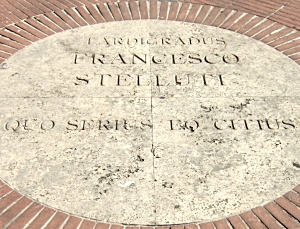 TARDIGRADUS
FRANCESCO
STELLUTI
QUO SERIUS EO CITIUS